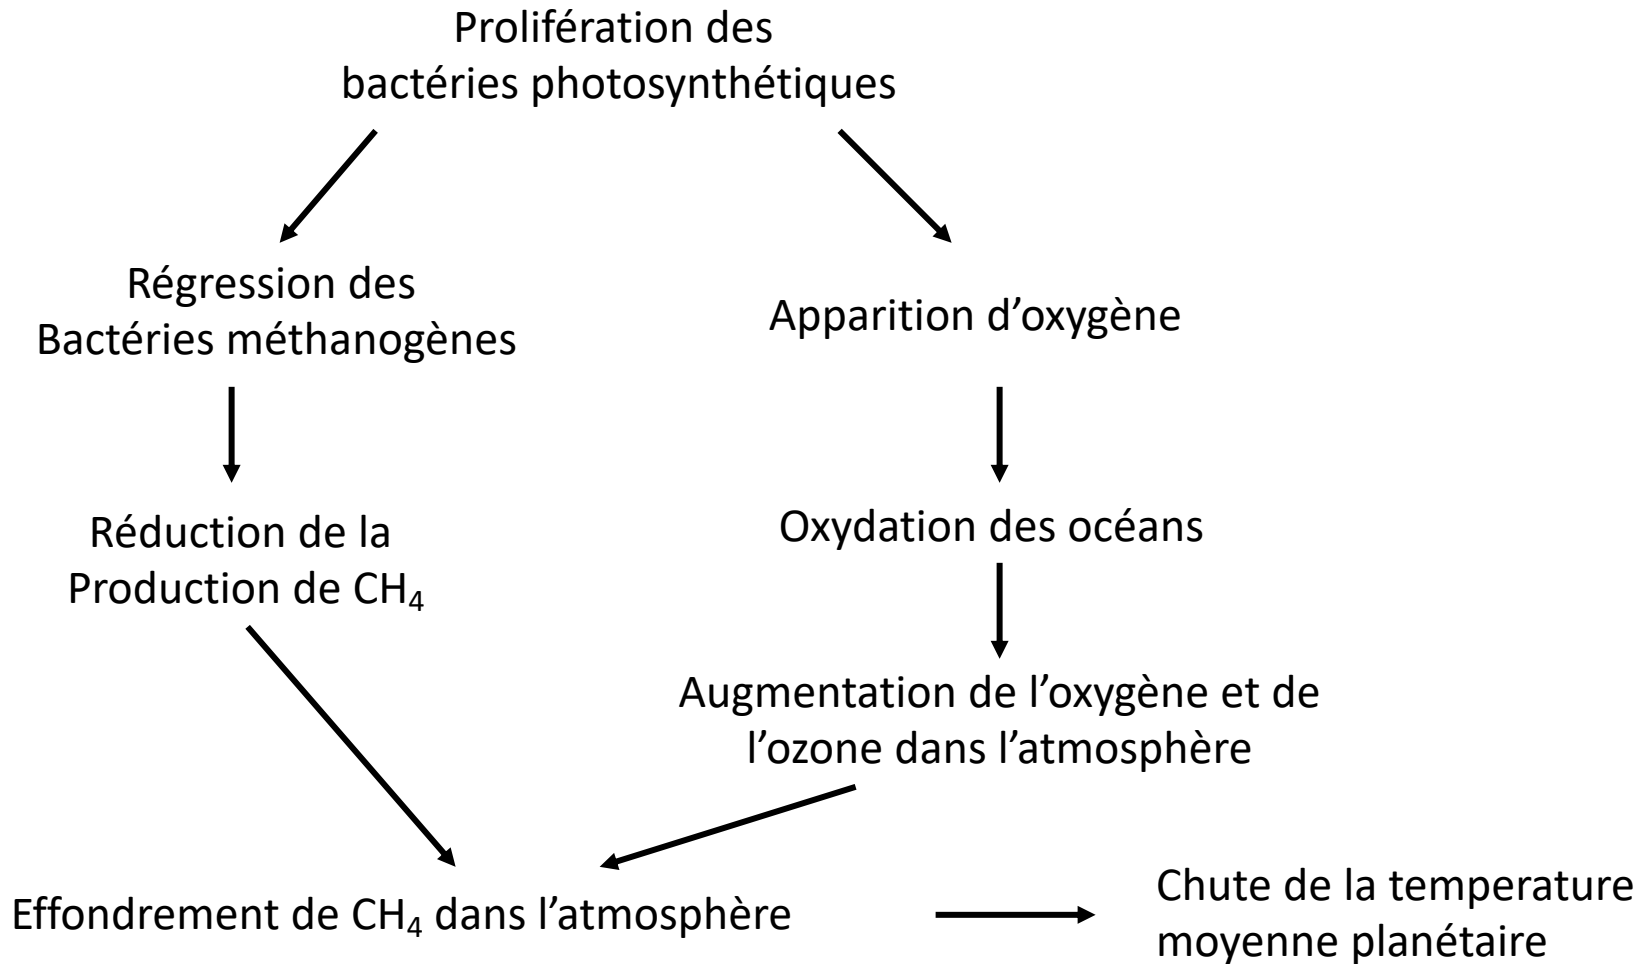 Prolifération des
bactéries photosynthétiques
Régression des
Bactéries méthanogènes
Apparition d’oxygène
Réduction de la
Production de CH₄
Oxydation des océans
Augmentation de l’oxygène et de
l’ozone dans l’atmosphère
Effondrement de CH₄ dans l’atmosphère
Chute de la temperature
moyenne planétaire